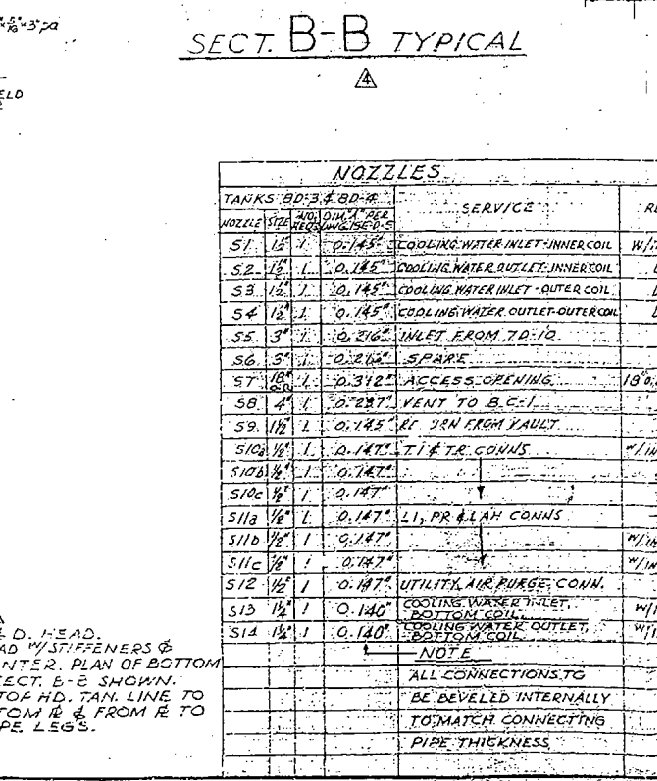 SECT. B-B TYPICAL
4
ELD
NOZZLES
TANKS 8D-3 & 8D-4
SERVICE
NOZZLE SIZE NO. REQ. DIM. "A" PER
S1 1½" 1 0.145" COOLING WATER INLET-INNER COIL
S2 1½" 1 0.145" COOLING WATER OUTLET-INNER COIL
S3 1½" 1 0.145" COOLING WATER INLET-OUTER COIL
S4 1½" 1 0.145" COOLING WATER OUTLET-OUTER COIL
S5 3" 1 0.216" INLET FROM 7D-10
S6 3" 1 0.216" SPARE
S7 18" 1 0.312" ACCESS OPENING
S8 4" 1 0.237" VENT TO 8C-1
S9 1½" 1 0.145" FROM VAULT
S10a ½" 1 0.147" TI & TR CONNS
S10b ½" 1 0.147"
S10c ½" 1 0.147"
S11a ½" 1 0.147" LI, PR & LAH CONNS
S11b ½" 1 0.147"
S11c ½" 1 0.147"
S12 ½" 1 0.147" UTILITY AIR PURGE CONN.
S13 1¼" 1 0.140" COOLING WATER INLET,
BOTTOM COIL
S14 1¼" 1 0.140" COOLING WATER OUTLET,
BOTTOM COIL
NOTE
ALL CONNECTIONS TO
BE BEVELED INTERNALLY
TO MATCH CONNECTING
PIPE THICKNESS
D. HEAD.
AD W/STIFFENERS &
NTER. PLAN OF BOTTOM
ECT. B-B SHOWN.
TOP HD. TAN. LINE TO
TOM ℄ & FROM ℄ TO
PE LEGS.